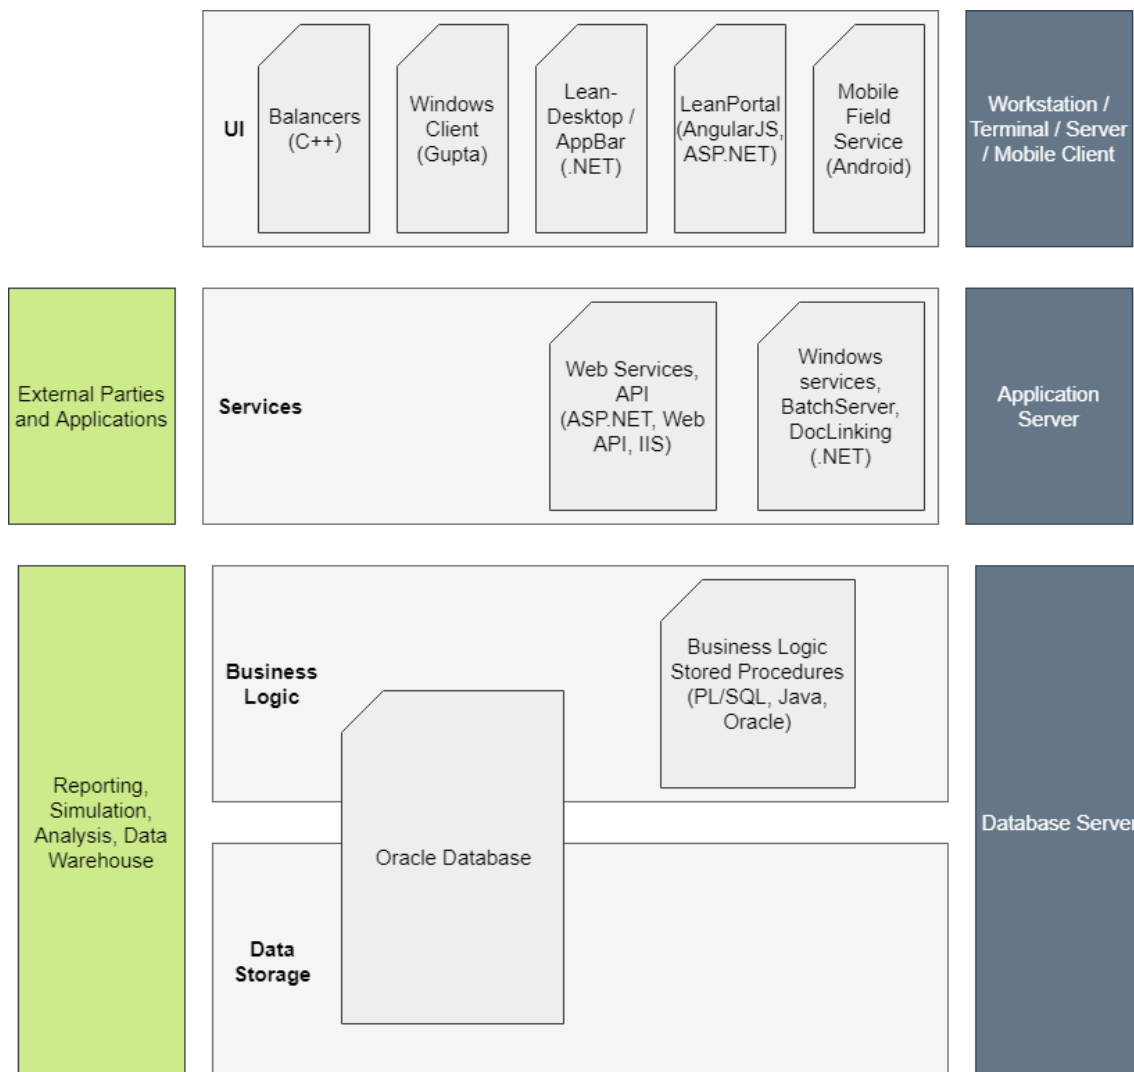 UI
Balancers
(C++)
Windows
Client
(Gupta)
Lean-
Desktop /
AppBar
(.NET)
LeanPortal
(AngularJS,
ASP.NET)
Mobile
Field
Service
(Android)
Workstation /
Terminal / Server
/ Mobile Client
External Parties
and Applications
Services
Web Services,
API
(ASP.NET, Web
API, IIS)
Windows
services,
BatchServer,
DocLinking
(.NET)
Application
Server
Reporting,
Simulation,
Analysis, Data
Warehouse
Business
Logic
Business Logic
Stored Procedures
(PL/SQL, Java,
Oracle)
Oracle Database
Data
Storage
Database Server